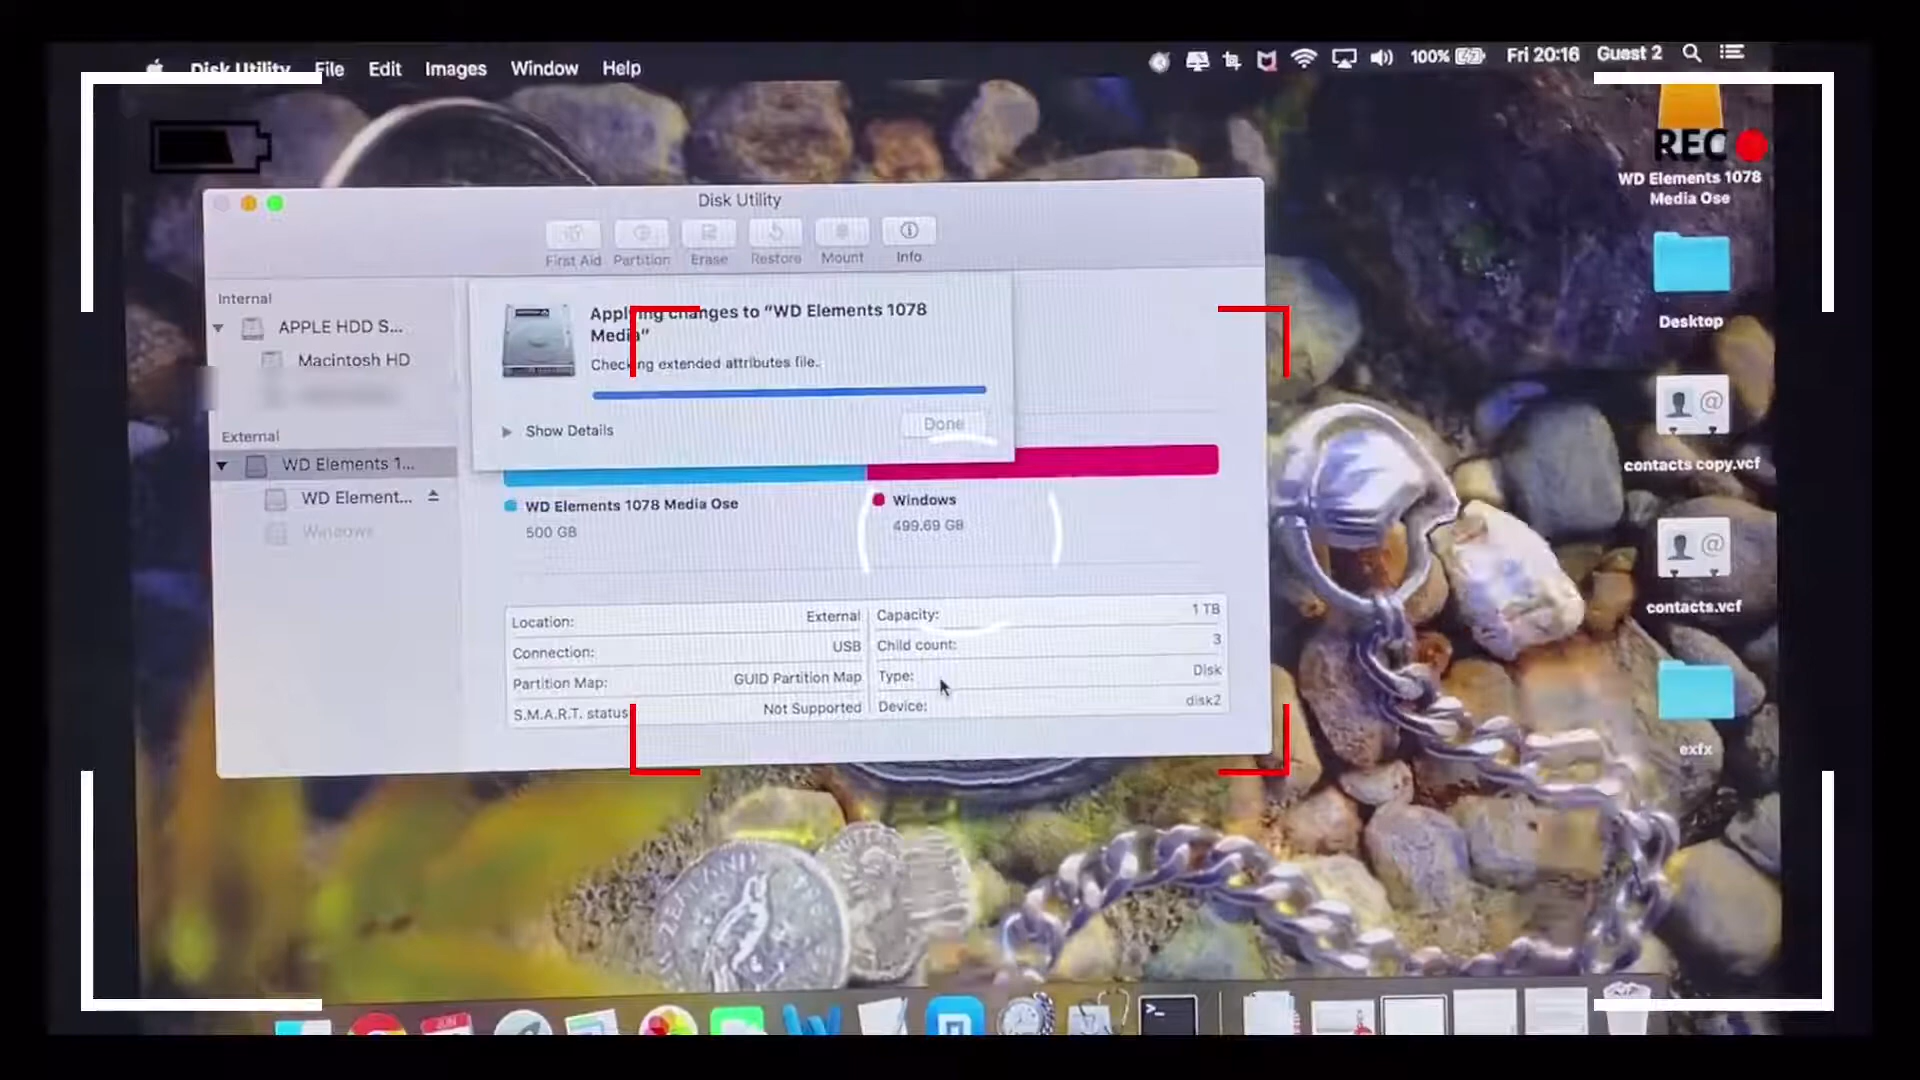 Disk Utility File Edit Images Window Help 100% Fri 20:16 Guest 2
REC
WD Elements 1078
Media Ose
Desktop
contacts copy.vcf
contacts.vcf
exfx
Disk Utility
First Aid Partition Erase Restore Mount Info
Internal
APPLE HDD S...
Macintosh HD
External
WD Elements 1...
WD Element...
Windows
Applying changes to “WD Elements 1078
Media”
Checking extended attributes file..
Show Details
Done
WD Elements 1078 Media Ose
500 GB
Windows
499.69 GB
Location: External
Connection: USB
Partition Map: GUID Partition Map
S.M.A.R.T. status Not Supported
Capacity: 1 TB
Child count: 3
Type: Disk
Device: disk2
ZEALAND
JUN